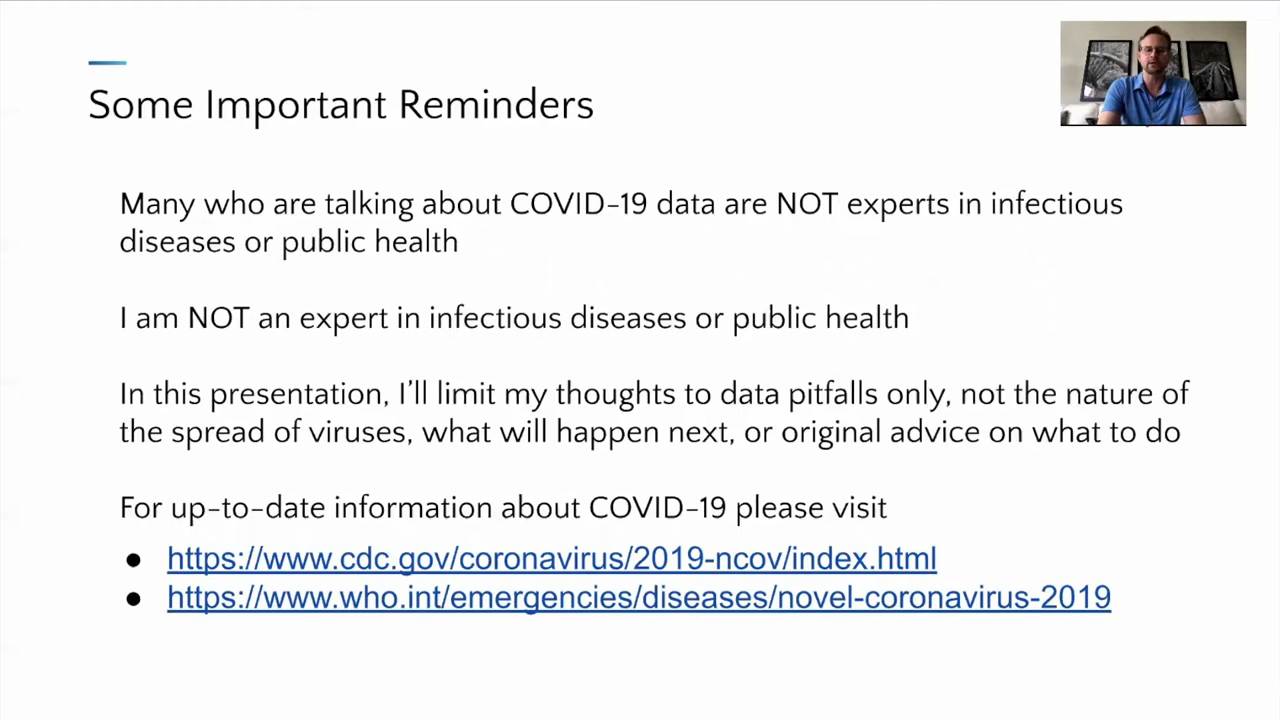 Some Important Reminders
Many who are talking about COVID-19 data are NOT experts in infectious
diseases or public health
I am NOT an expert in infectious diseases or public health
In this presentation, I'll limit my thoughts to data pitfalls only, not the nature of
the spread of viruses, what will happen next, or original advice on what to do
For up-to-date information about COVID-19 please visit
● https://www.cdc.gov/coronavirus/2019-ncov/index.html
● https://www.who.int/emergencies/diseases/novel-coronavirus-2019